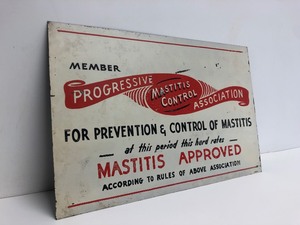 MEMBER
PROGRESSIVE MASTITIS CONTROL ASSOCIATION
FOR PREVENTION & CONTROL OF MASTITIS
— at this period this herd rates —
MASTITIS APPROVED
ACCORDING TO RULES OF ABOVE ASSOCIATION